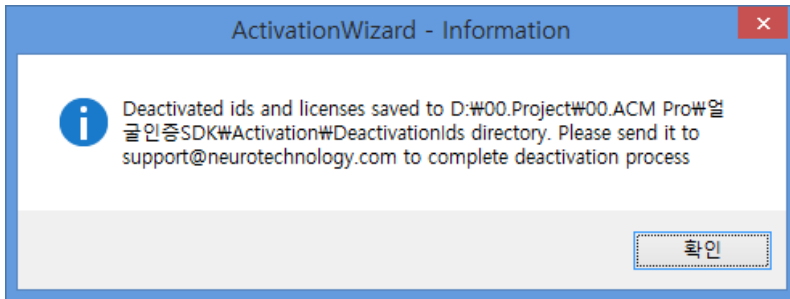 ActivationWizard - Information
Deactivated ids and licenses saved to D:₩00.Project₩00.ACM Pro₩얼
굴인증SDK₩Activation₩DeactivationIds directory. Please send it to
support@neurotechnology.com to complete deactivation process
확인